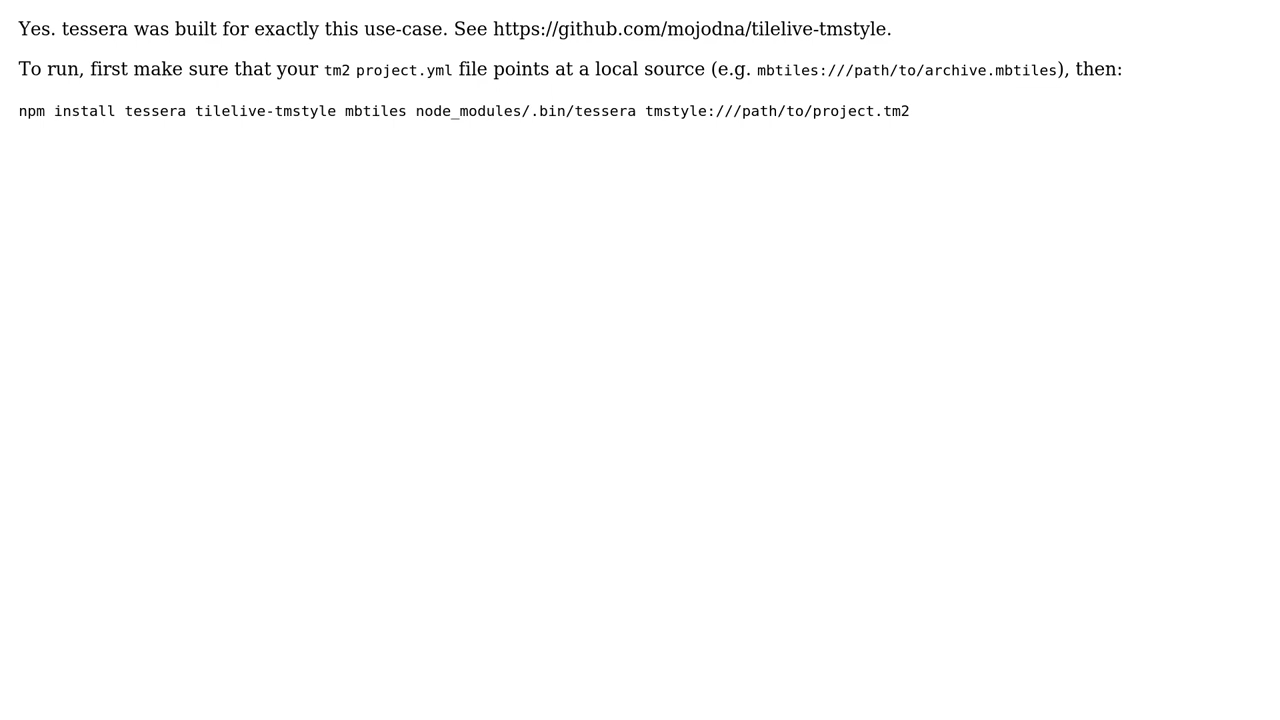 Yes. tessera was built for exactly this use-case. See https://github.com/mojodna/tilelive-tmstyle.
To run, first make sure that your tm2 project.yml file points at a local source (e.g. mbtiles:///path/to/archive.mbtiles), then:
npm install tessera tilelive-tmstyle mbtiles node_modules/.bin/tessera tmstyle:///path/to/project.tm2